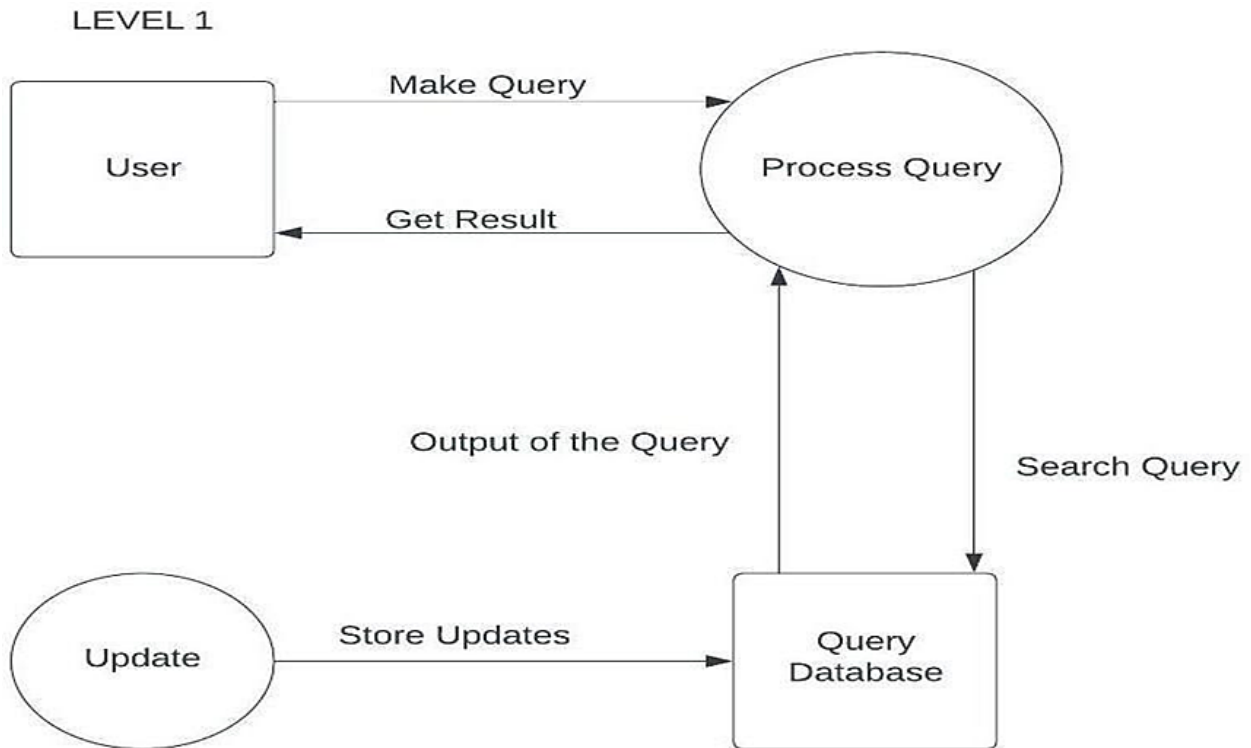 LEVEL 1
Make Query
User
Process Query
Get Result
Output of the Query
Search Query
Store Updates
Update
Query
Database